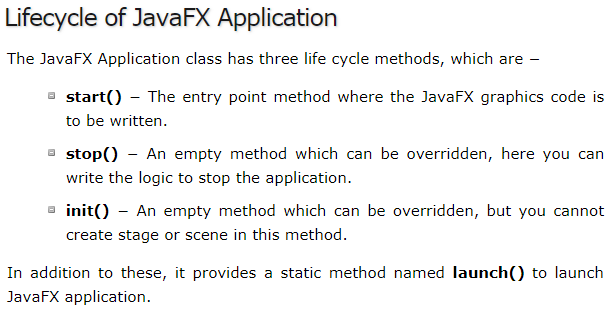 Lifecycle of JavaFX Application
The JavaFX Application class has three life cycle methods, which are −
start() − The entry point method where the JavaFX graphics code is
to be written.
stop() − An empty method which can be overridden, here you can
write the logic to stop the application.
init() − An empty method which can be overridden, but you cannot
create stage or scene in this method.
In addition to these, it provides a static method named launch() to launch
JavaFX application.